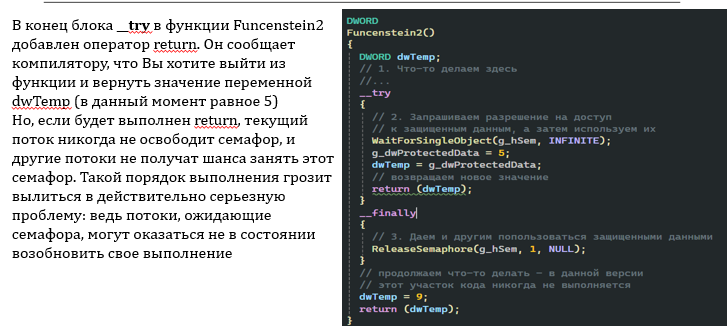 В конец блока __try в функции Funcenstein2
добавлен оператор return. Он сообщает
компилятору, что Вы хотите выйти из
функции и вернуть значение переменной
dwTemp (в данный момент равное 5)
Но, если будет выполнен return, текущий
поток никогда не освободит семафор, и
другие потоки не получат шанса занять этот
семафор. Такой порядок выполнения грозит
вылиться в действительно серьезную
проблему: ведь потоки, ожидающие
семафора, могут оказаться не в состоянии
возобновить свое выполнение
DWORD
Funcenstein2()
{
DWORD dwTemp;
// 1. Что-то делаем здесь
//...
__try
{
// 2. Запрашиваем разрешение на доступ
// к защищенным данным, а затем используем их
WaitForSingleObject(g_hSem, INFINITE);
g_dwProtectedData = 5;
dwTemp = g_dwProtectedData;
// возвращаем новое значение
return (dwTemp);
}
__finally
{
// 3. Даем и другим попользоваться защищенными данными
ReleaseSemaphore(g_hSem, 1, NULL);
}
// продолжаем что-то делать – в данной версии
// этот участок кода никогда не выполняется
dwTemp = 9;
return (dwTemp);
}